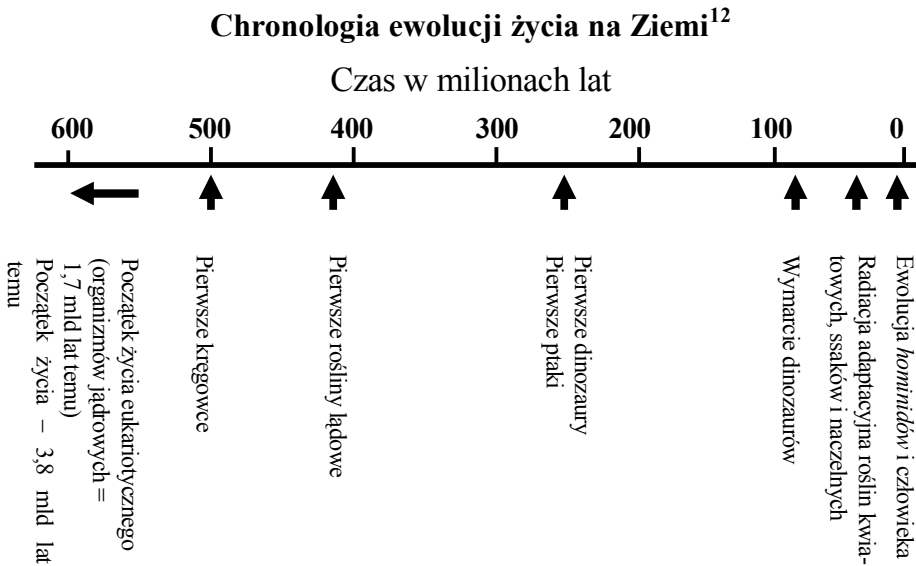 Chronologia ewolucji życia na Ziemi12
Czas w milionach lat
600 500 400 300 200 100 0
Początek życia eukariotycznego
(organizmów jądrowych =
1,7 mld lat temu)
Początek życia – 3,8 mld lat
temu
Pierwsze kręgowce
Pierwsze rośliny lądowe
Pierwsze dinozaury
Pierwsze ptaki
Wymarcie dinozaurów
Ewolucja hominidów i człowieka
Radiacja adaptacyjna roślin kwia-
towych, ssaków i naczelnych